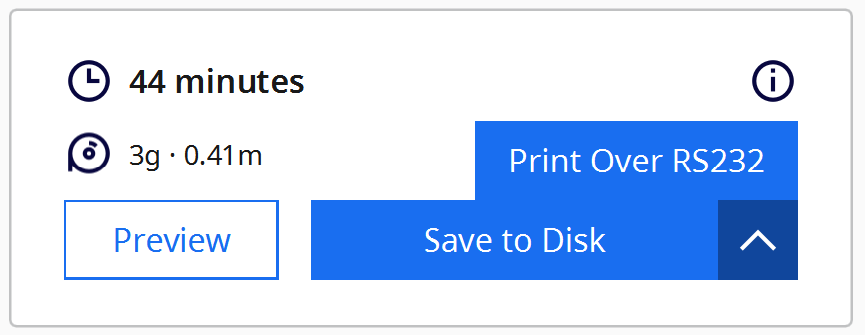 44 minutes
3g · 0.41m
Print Over RS232
Preview
Save to Disk